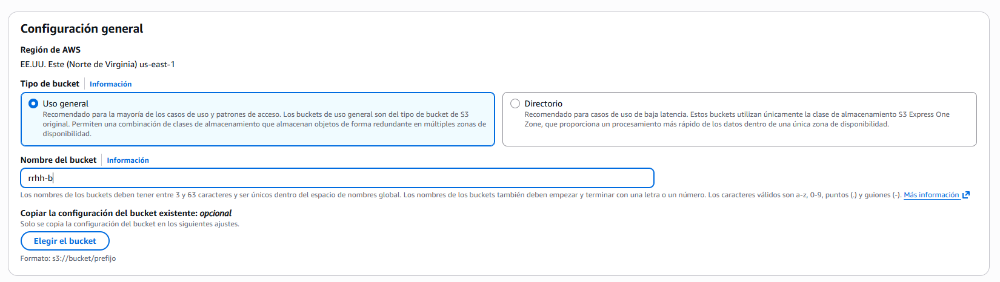 Configuración general
Región de AWS
EE.UU. Este (Norte de Virginia) us-east-1
Tipo de bucket Información
Uso general
Recomendado para la mayoría de los casos de uso y patrones de acceso. Los buckets de uso general son del tipo de bucket de S3
original. Permiten una combinación de clases de almacenamiento que almacenan objetos de forma redundante en múltiples zonas de
disponibilidad.
Directorio
Recomendado para casos de uso de baja latencia. Estos buckets utilizan únicamente la clase de almacenamiento S3 Express One
Zone, que proporciona un procesamiento más rápido de los datos dentro de una única zona de disponibilidad.
Nombre del bucket Información
rrhh-b
Los nombres de los buckets deben tener entre 3 y 63 caracteres y ser únicos dentro del espacio de nombres global. Los nombres de los buckets también deben empezar y terminar con una letra o un número. Los caracteres válidos son a-z, 0-9, puntos (.) y guiones (-). Más información
Copiar la configuración del bucket existente: opcional
Solo se copia la configuración del bucket en los siguientes ajustes.
Elegir el bucket
Formato: s3://bucket/prefijo